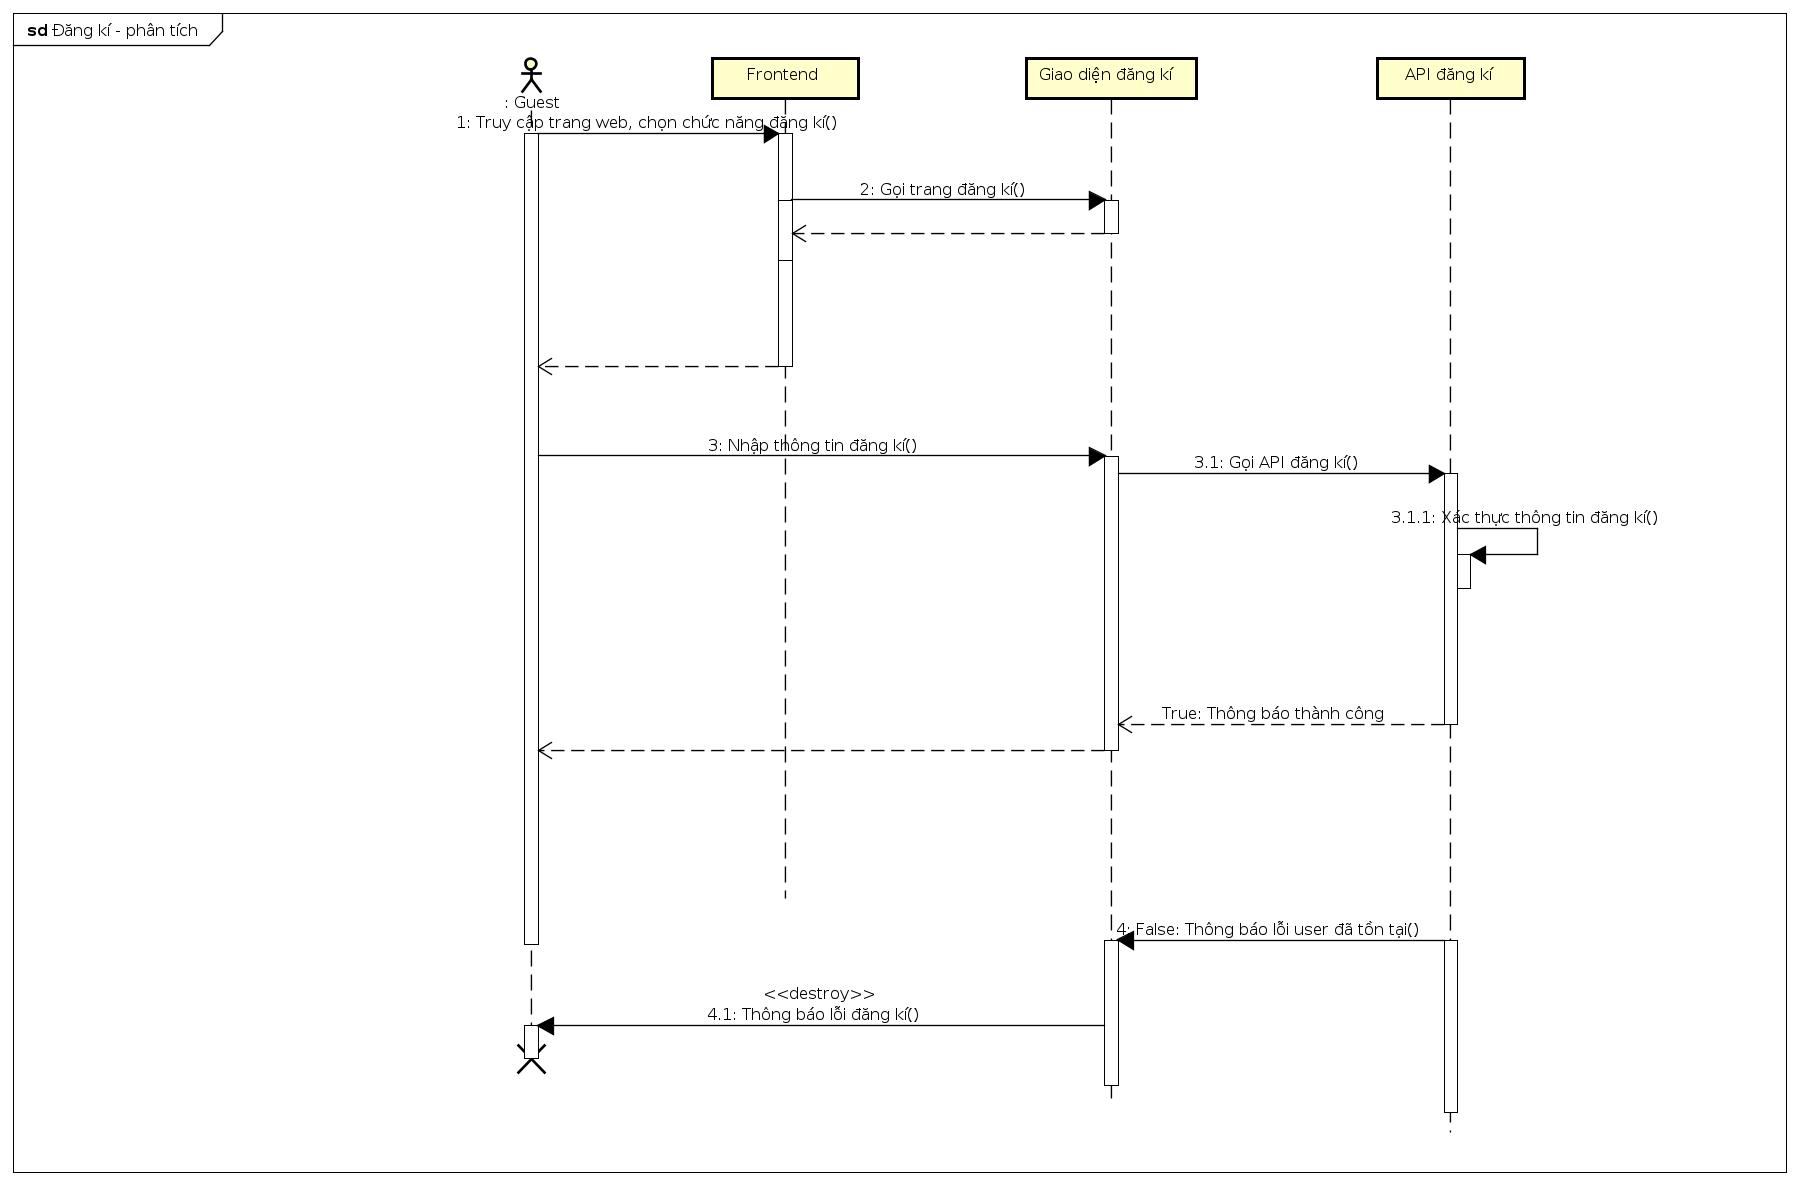 sd Đăng kí - phân tích
: Guest
Frontend
Giao diện đăng kí
API đăng kí
1: Truy cập trang web, chọn chức năng đăng kí()
2: Gọi trang đăng kí()
3: Nhập thông tin đăng kí()
3.1: Gọi API đăng kí()
3.1.1: Xác thực thông tin đăng kí()
True: Thông báo thành công
4: False: Thông báo lỗi user đã tồn tại()
<<destroy>>
4.1: Thông báo lỗi đăng kí()